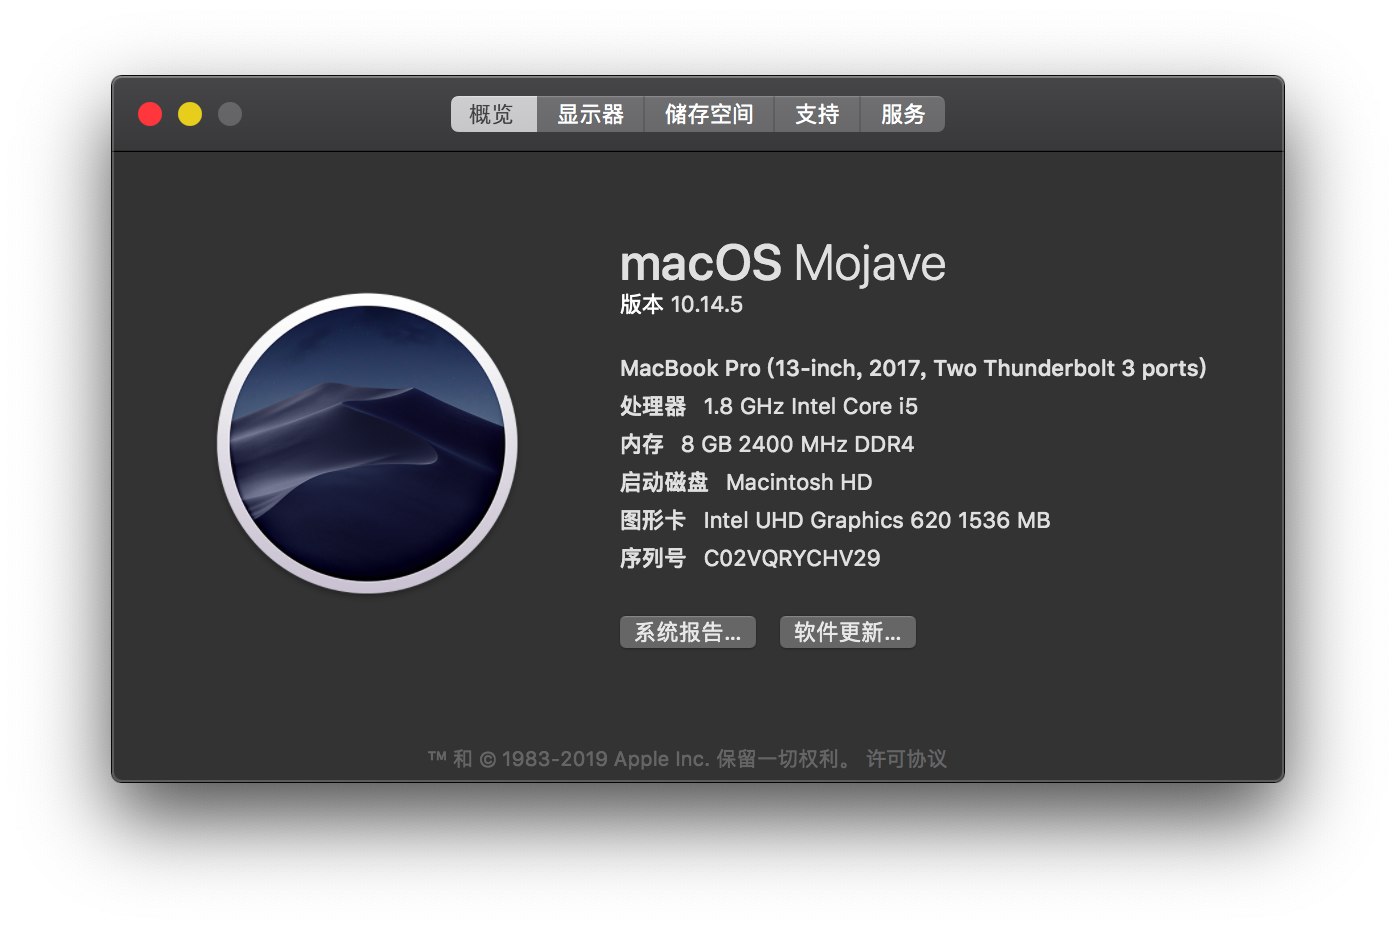 概览 显示器 储存空间 支持 服务
macOS Mojave
版本 10.14.5
MacBook Pro (13-inch, 2017, Two Thunderbolt 3 ports)
处理器 1.8 GHz Intel Core i5
内存 8 GB 2400 MHz DDR4
启动磁盘 Macintosh HD
图形卡 Intel UHD Graphics 620 1536 MB
序列号 C02VQRYCHV29
系统报告... 软件更新...
™ 和 © 1983-2019 Apple Inc. 保留一切权利。 许可协议